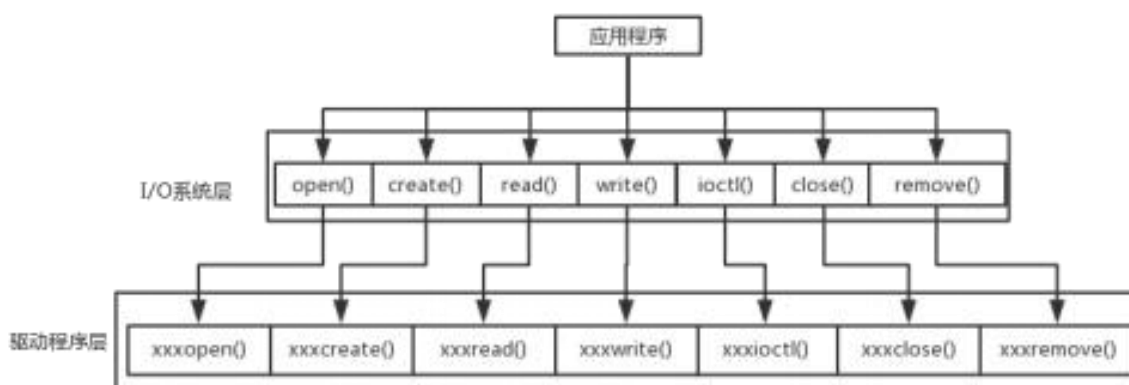 应用程序
I/O系统层
open() create() read() write() ioctl() close() remove()
驱动程序层
xxxopen() xxxcreate() xxxread() xxxwrite() xxxioctl() xxxclose() xxxremove()